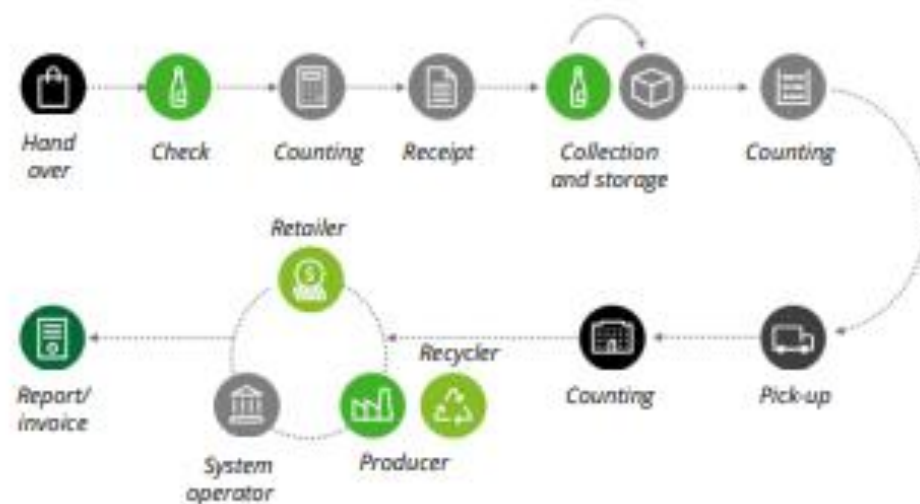 Hand
over
Check
Counting
Receipt
Collection
and storage
Counting
Retailer
S
Recycler
Report/
invoice
System
operator
Producer
Counting
Pick-up